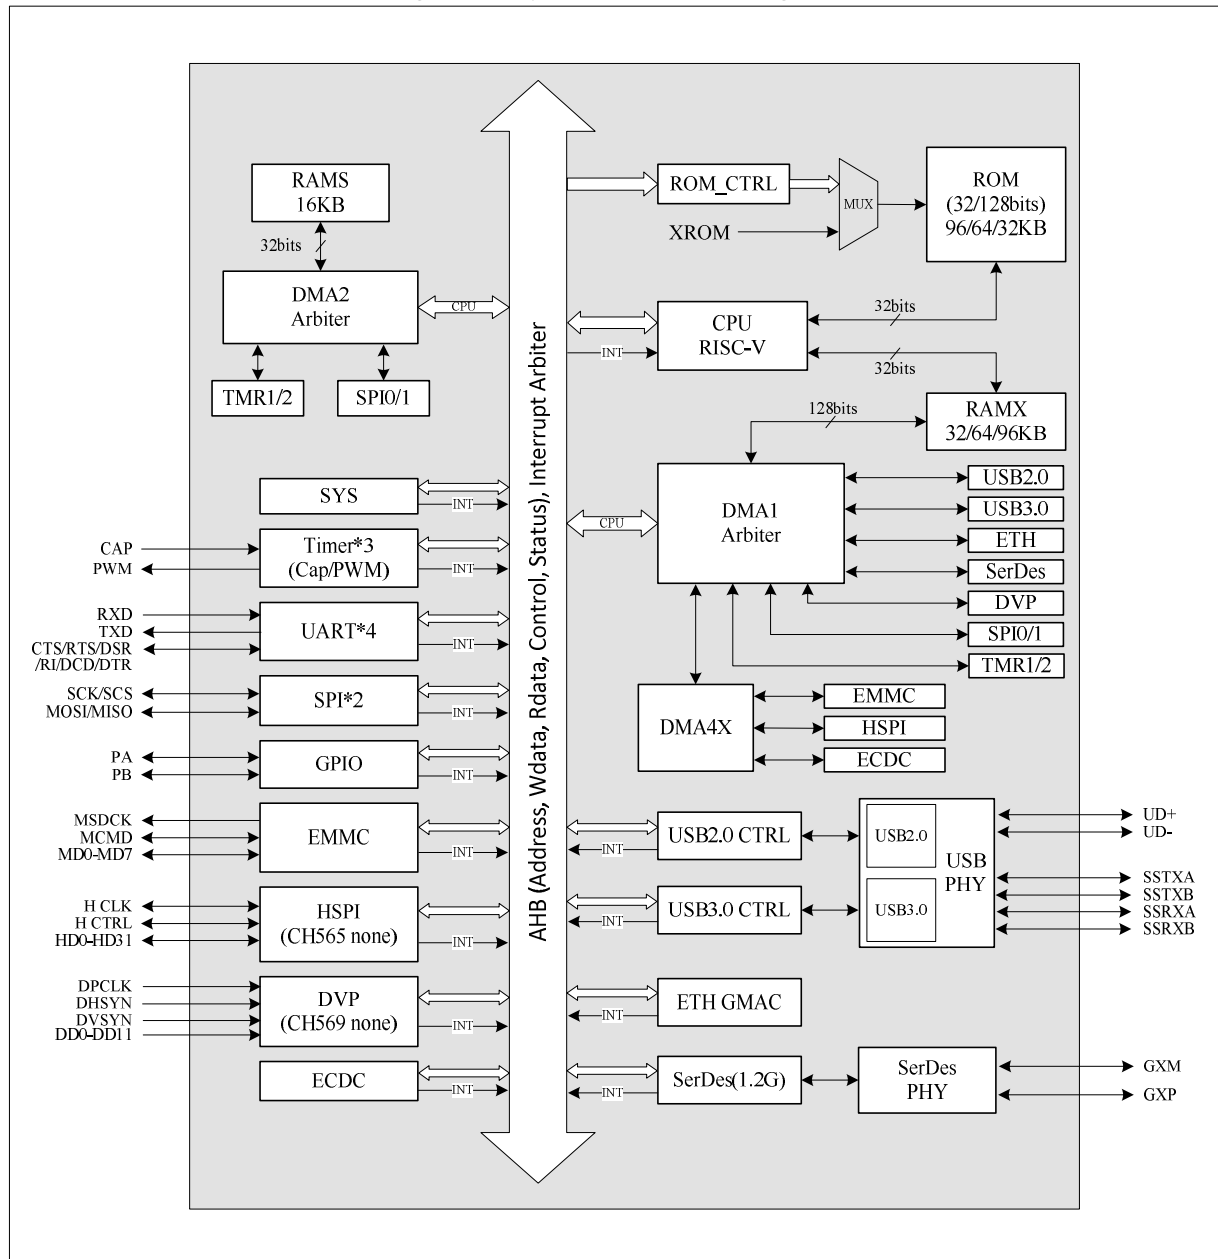 RAMS
16KB
32bits
DMA2
Arbiter
CPU
TMR1/2
SPI0/1
SYS
INT
CAP
PWM
Timer*3
(Cap/PWM)
INT
RXD
TXD
CTS/RTS/DSR
/RI/DCD/DTR
UART*4
INT
SCK/SCS
MOSI/MISO
SPI*2
INT
PA
PB
GPIO
INT
MSDCK
MCMD
MD0-MD7
EMMC
INT
H CLK
H CTRL
HD0-HD31
HSPI
(CH565 none)
INT
DPCLK
DHSYN
DVSYN
DD0-DD11
DVP
(CH569 none)
INT
ECDC
INT
AHB (Address, Wdata, Rdata, Control, Status), Interrupt Arbiter
ROM_CTRL
XROM
MUX
ROM
(32/128bits)
96/64/32KB
32bits
CPU
RISC-V
INT
32bits
RAMX
32/64/96KB
128bits
CPU
DMA1
Arbiter
USB2.0
USB3.0
ETH
SerDes
DVP
SPI0/1
TMR1/2
DMA4X
EMMC
HSPI
ECDC
USB2.0 CTRL
INT
USB3.0 CTRL
INT
USB2.0
USB3.0
USB
PHY
UD+
UD-
SSTXA
SSTXB
SSRXA
SSRXB
ETH GMAC
INT
SerDes(1.2G)
INT
SerDes
PHY
GXM
GXP